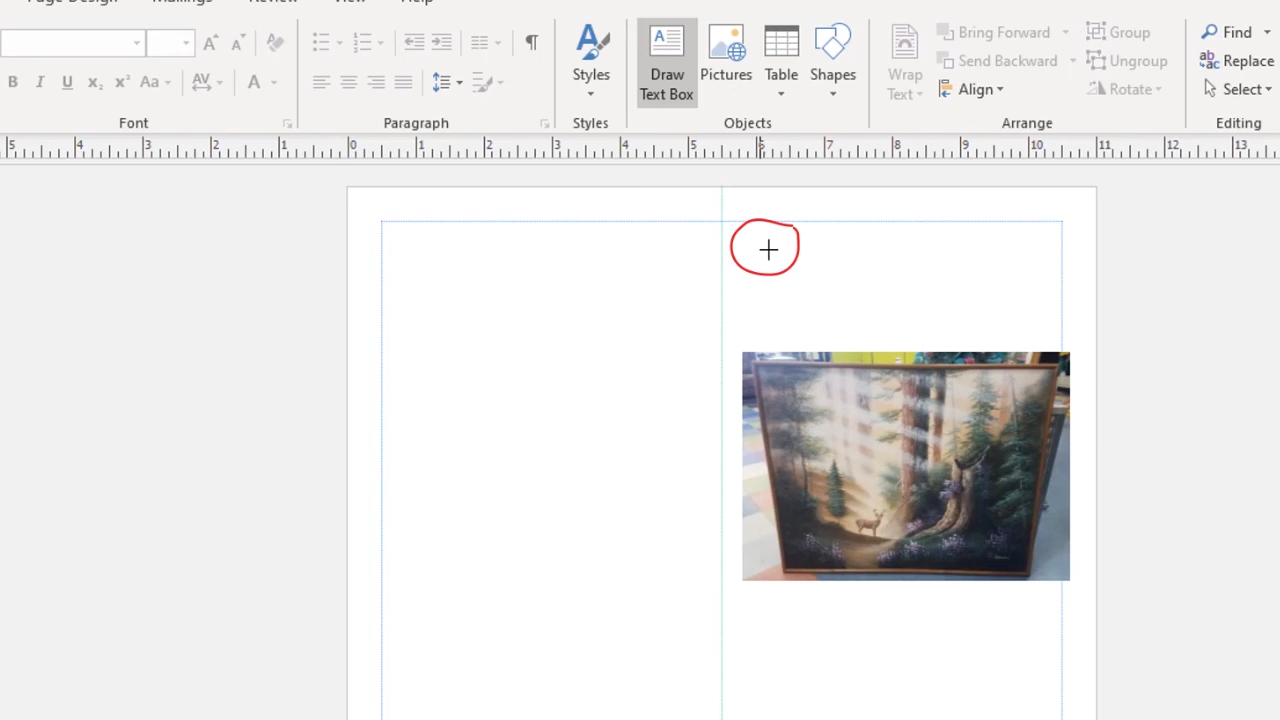 Page Design Mailings Review View Help
Aa AV A
B I U x₂ x² A
¶
Styles
Draw
Text Box
Pictures
Table
Shapes
Wrap
Text
Bring Forward
Send Backward
Align
Group
Ungroup
Rotate
Find
Replace
Select
Font Paragraph Styles Objects Arrange Editing
5 4 3 2 1 0 1 2 3 4 5 6 7 8 9 10 11 12 13